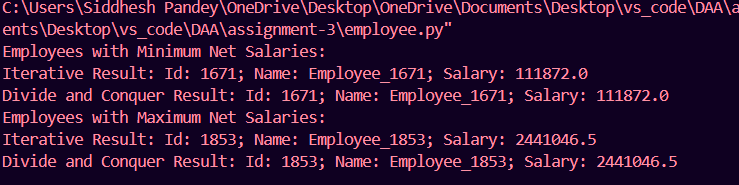 C:\Users\Siddhesh Pandey\OneDrive\Desktop\OneDrive\Documents\Desktop\vs_code\DAA\a
ents\Desktop\vs_code\DAA\assignment-3\employee.py"
Employees with Minimum Net Salaries:
Iterative Result: Id: 1671; Name: Employee_1671; Salary: 111872.0
Divide and Conquer Result: Id: 1671; Name: Employee_1671; Salary: 111872.0
Employees with Maximum Net Salaries:
Iterative Result: Id: 1853; Name: Employee_1853; Salary: 2441046.5
Divide and Conquer Result: Id: 1853; Name: Employee_1853; Salary: 2441046.5